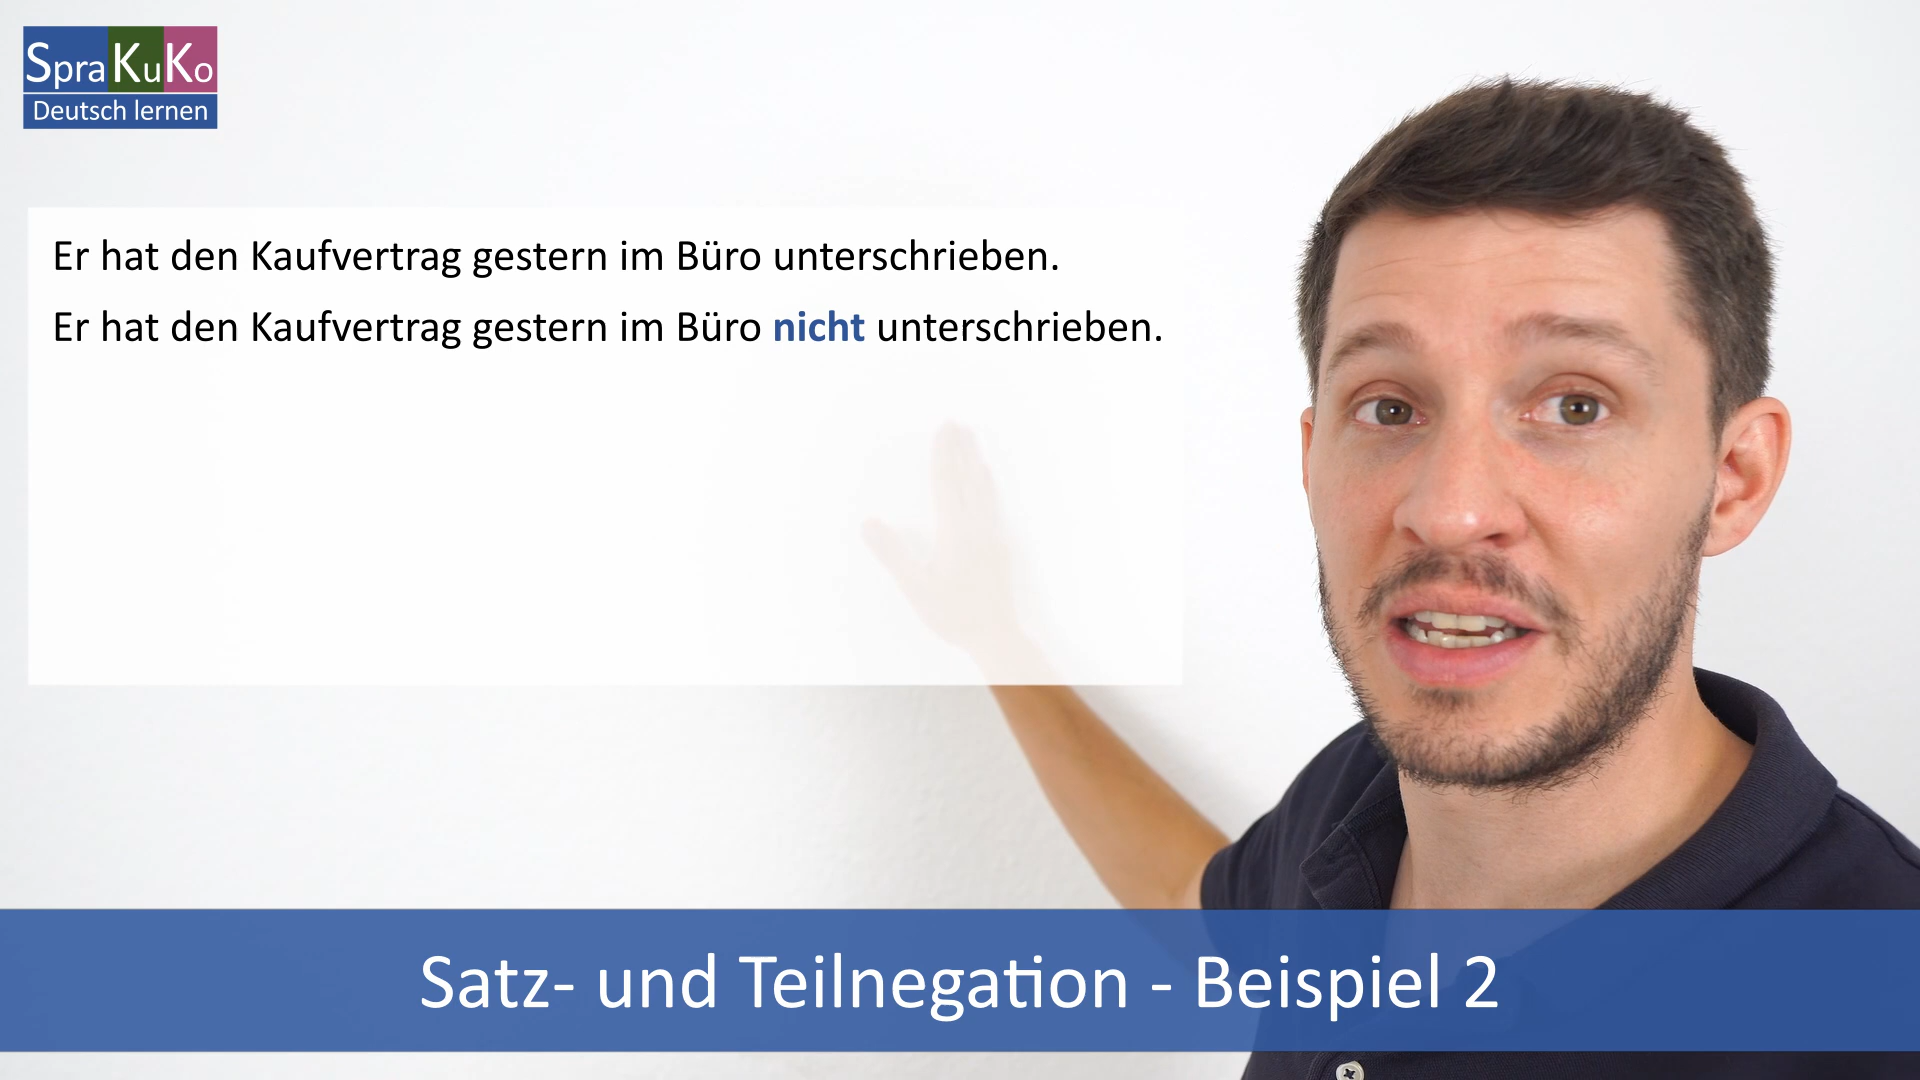 SpraKuKo
Deutsch lernen
Er hat den Kaufvertrag gestern im Büro unterschrieben.
Er hat den Kaufvertrag gestern im Büro nicht unterschrieben.
Satz- und Teilnegation - Beispiel 2